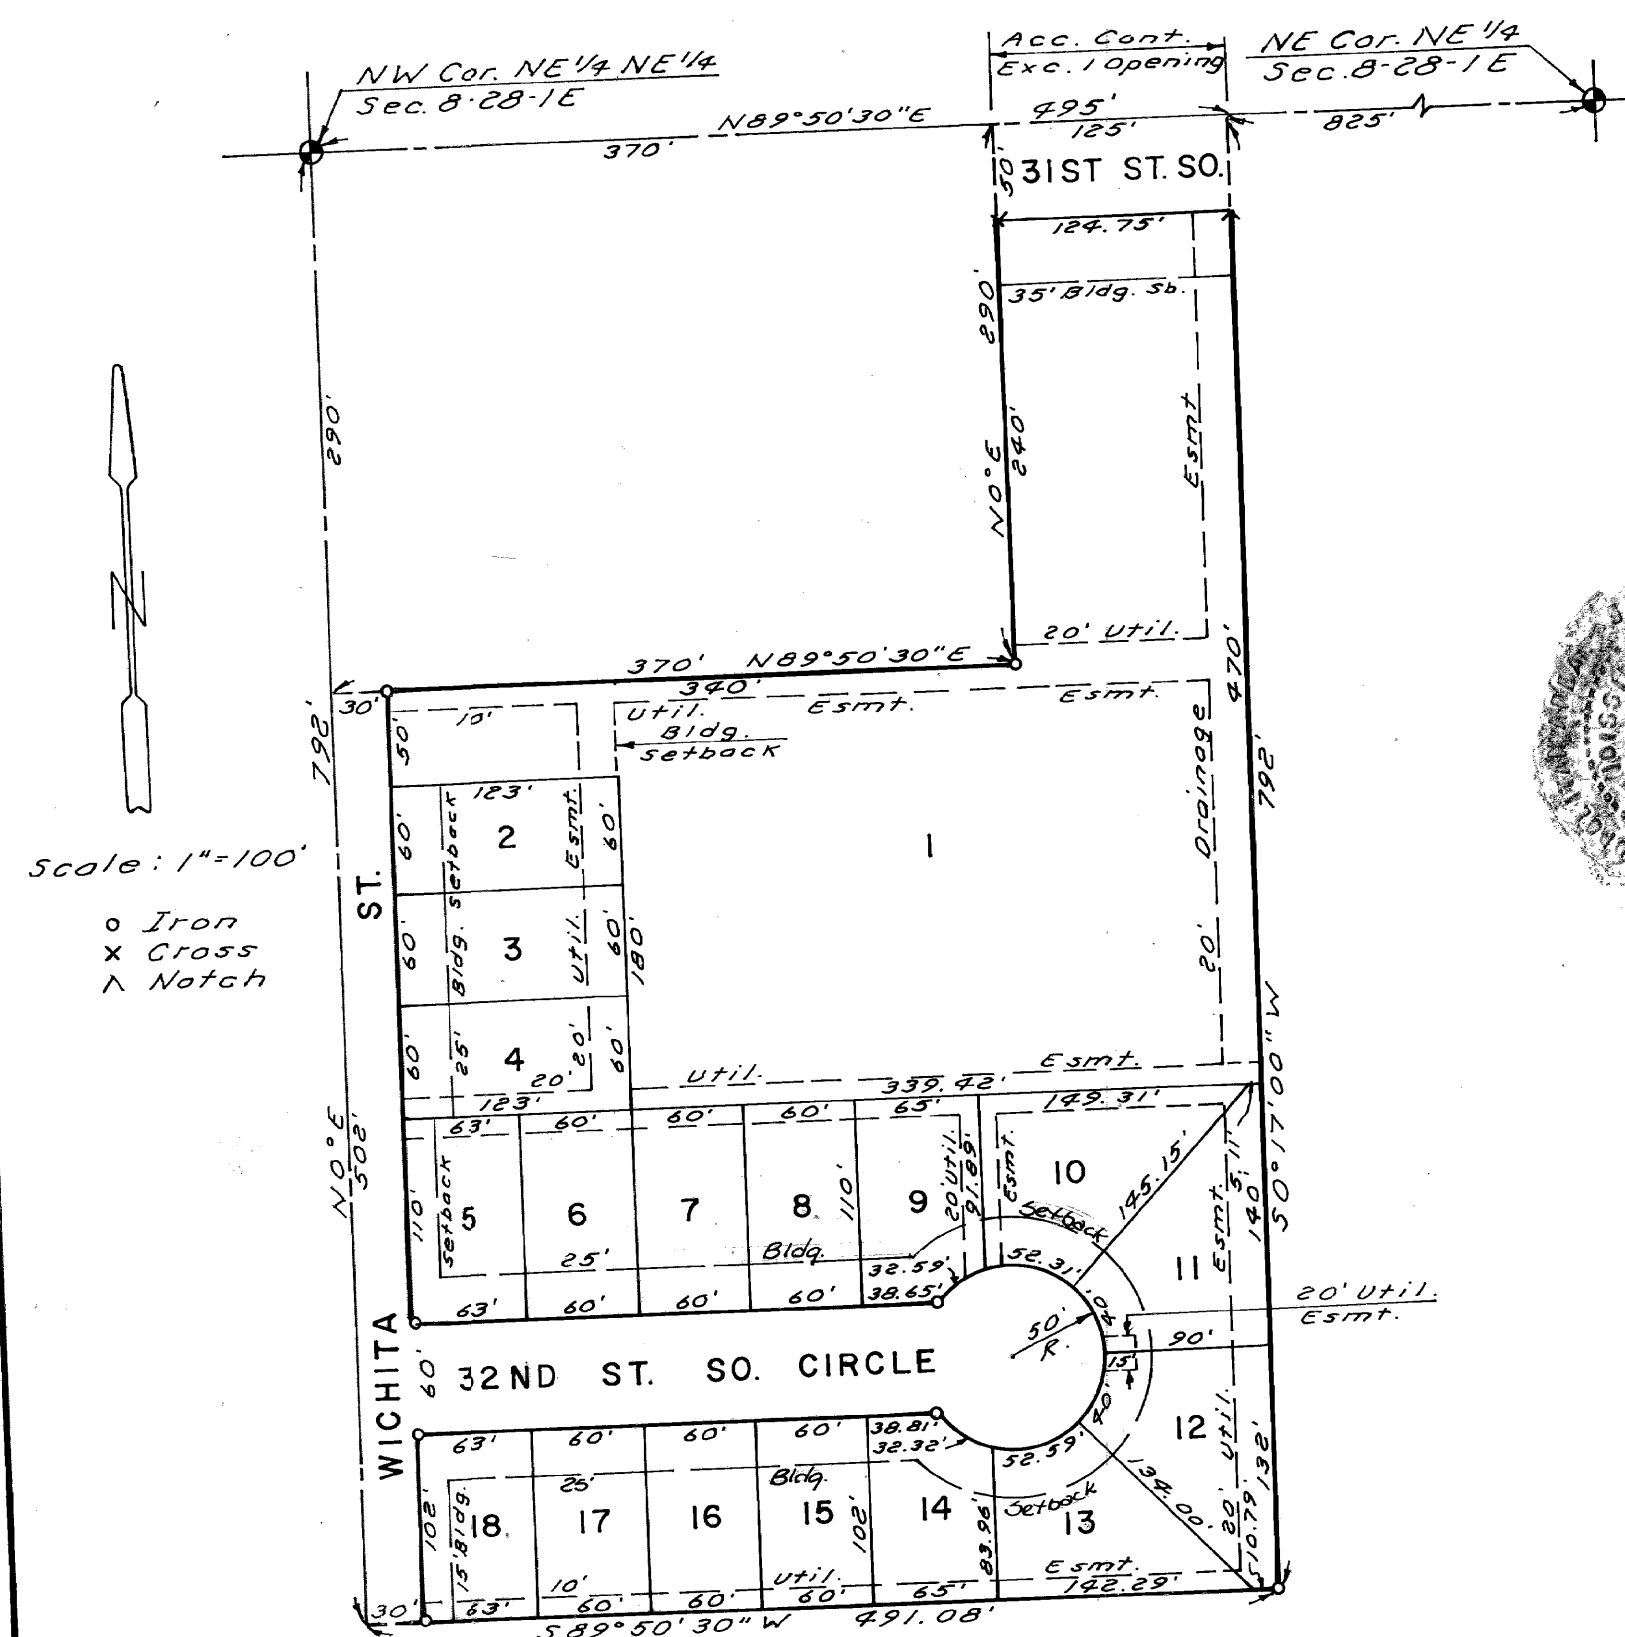 Acc. Cont.
Exc. 1 Opening
NW Cor. NE 1/4 NE 1/4
Sec. 8-28-1E
NE Cor. NE 1/4
Sec. 8-28-1E
N89°50'30"E
495'
370'
125'
825'
50'
31ST ST. SO.
124.75'
35' Bldg. Sb.
290'
290'
N0°E
240'
Esmt
20' Util.
370' N89°50'30"E
470'
340'
30'
10'
Util.
Esmt.
Esmt.
Bldg.
Setback
50'
792'
792'
N
Scale: 1"=100'
o Iron
x Cross
∧ Notch
123'
60'
2
60'
Bldg. Setback
Util. Esmt.
1
20' Drainage
ST.
60'
3
60'
180'
60'
25'
4
20'
60'
20'
123'
Util.
Esmt.
339.42'
S0°17'00"W
N0°E
502'
63'
60'
60'
60'
65'
149.31'
110'
Setback
5
6
7
8
110'
9
20' Util.
91.89'
Esmt.
10
145.15'
5.11'
140'
Setback
25'
Bldg.
32.59'
52.31'
11
Esmt.
63'
60'
60'
60'
38.65'
40'
20' Util.
Esmt.
50'
R.
90'
15'
WICHITA
60'
32ND ST. SO. CIRCLE
40'
12
63'
60'
60'
60'
38.81'
32.32'
52.59'
134.00'
20' Util.
132'
25'
Bldg.
Setback
102'
15' Bldg.
18
17
16
15
102'
14
83.96'
13
510.79'
10'
Util.
Esmt.
30'
63'
60'
60'
60'
65'
142.29'
S89°50'30"W 491.08'